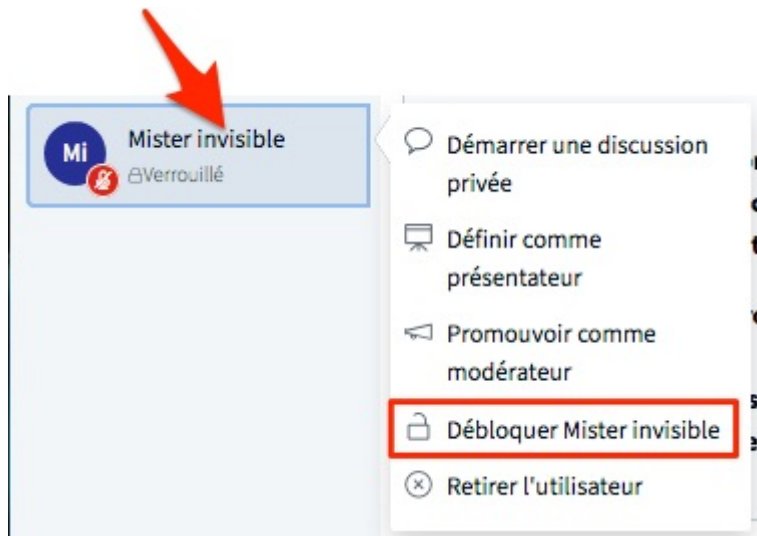 Mi
Mister invisible
Verrouillé
Démarrer une discussion
privée
Définir comme
présentateur
Promouvoir comme
modérateur
Débloquer Mister invisible
Retirer l'utilisateur